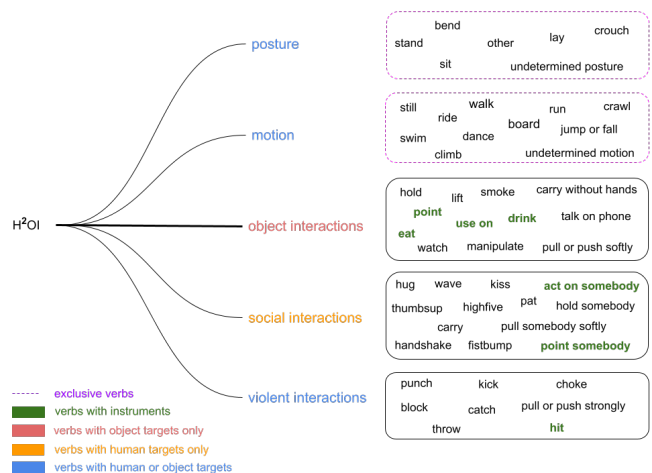 H²OI
posture
bend
stand
other
lay
crouch
sit
undetermined posture
motion
still
walk
ride
run
crawl
board
swim
dance
jump or fall
climb
undetermined motion
object interactions
hold
lift
smoke
carry without hands
point
use on
drink
talk on phone
eat
watch
manipulate
pull or push softly
social interactions
hug
wave
kiss
act on somebody
thumbsup
highfive
pat
hold somebody
carry
pull somebody softly
handshake
fistbump
point somebody
violent interactions
punch
kick
choke
block
catch
pull or push strongly
throw
hit
exclusive verbs
verbs with instruments
verbs with object targets only
verbs with human targets only
verbs with human or object targets